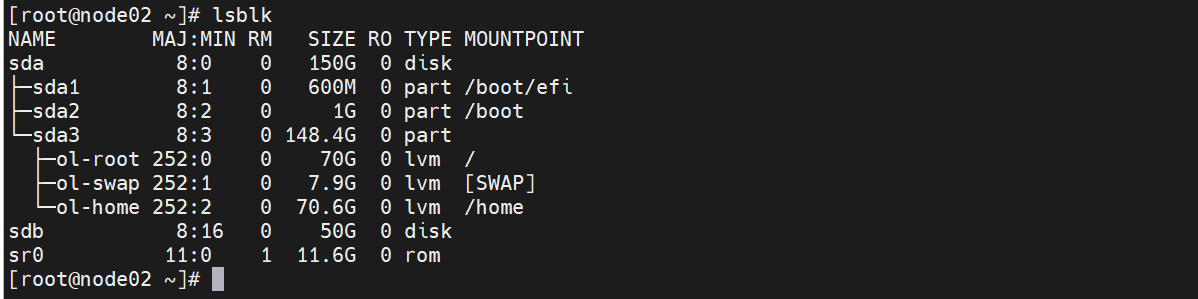 [root@node02 ~]# lsblk
NAME        MAJ:MIN RM   SIZE RO TYPE MOUNTPOINT
sda           8:0    0   150G  0 disk
├─sda1        8:1    0   600M  0 part /boot/efi
├─sda2        8:2    0     1G  0 part /boot
└─sda3        8:3    0 148.4G  0 part
  ├─ol-root 252:0    0    70G  0 lvm  /
  ├─ol-swap 252:1    0   7.9G  0 lvm  [SWAP]
  └─ol-home 252:2    0  70.6G  0 lvm  /home
sdb           8:16   0    50G  0 disk
sr0          11:0    1  11.6G  0 rom
[root@node02 ~]#